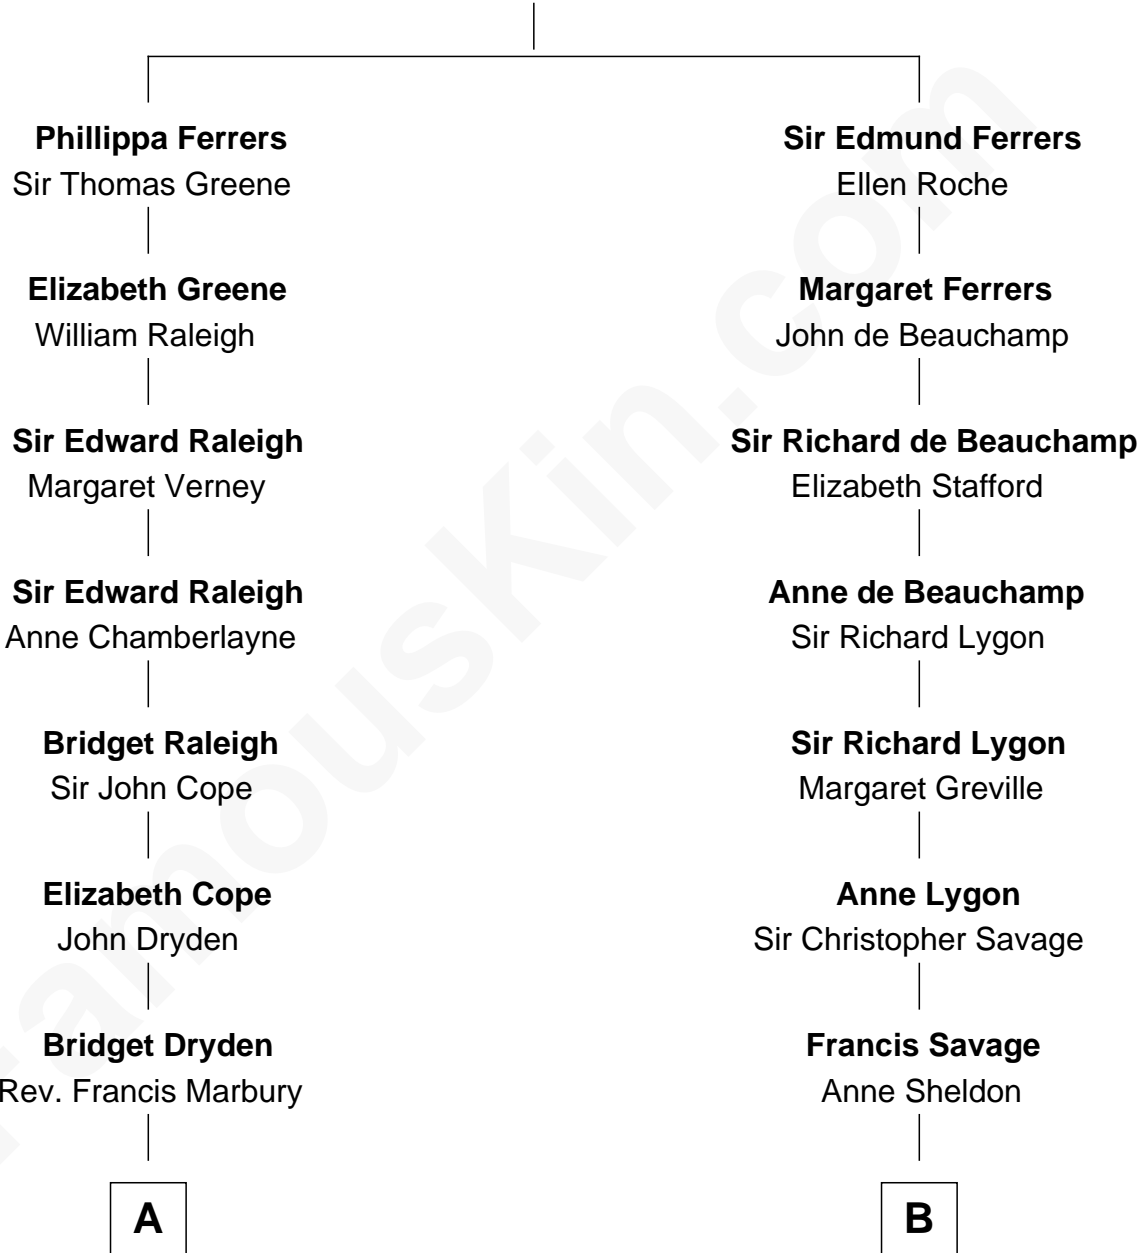 Phillippa Ferrers
Sir Thomas Greene
Elizabeth Greene
William Raleigh
Sir Edward Raleigh
Margaret Verney
Sir Edward Raleigh
Anne Chamberlayne
Bridget Raleigh
Sir John Cope
Elizabeth Cope
John Dryden
Bridget Dryden
Rev. Francis Marbury
A
Sir Edmund Ferrers
Ellen Roche
Margaret Ferrers
John de Beauchamp
Sir Richard de Beauchamp
Elizabeth Stafford
Anne de Beauchamp
Sir Richard Lygon
Sir Richard Lygon
Margaret Greville
Anne Lygon
Sir Christopher Savage
Francis Savage
Anne Sheldon
B
FamousKin.com